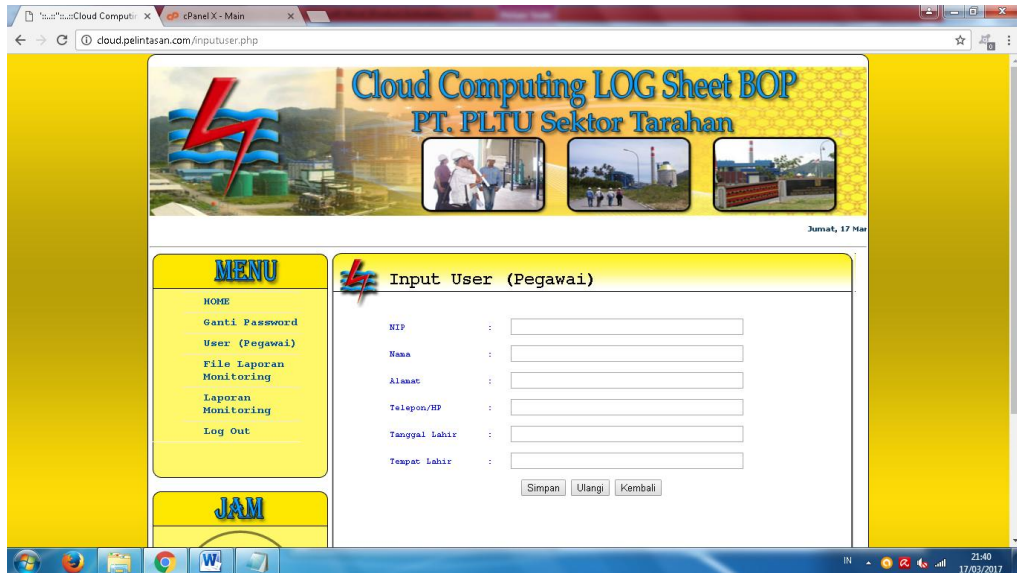 '::..::"::...::Cloud Computin
cPanel X - Main
cloud.pelintasan.com/inputuser.php
Cloud Computing LOG Sheet BOP
PT. PLTU Sektor Tarahan
Jumat, 17 Mar
MENU
HOME
Ganti Password
User (Pegawai)
File Laporan
Monitoring
Laporan
Monitoring
Log Out
JAM
Input User (Pegawai)
NIP :
Nama :
Alamat :
Telepon/HP :
Tanggal Lahir :
Tempat Lahir :
Simpan Ulangi Kembali
IN
21:40
17/03/2017